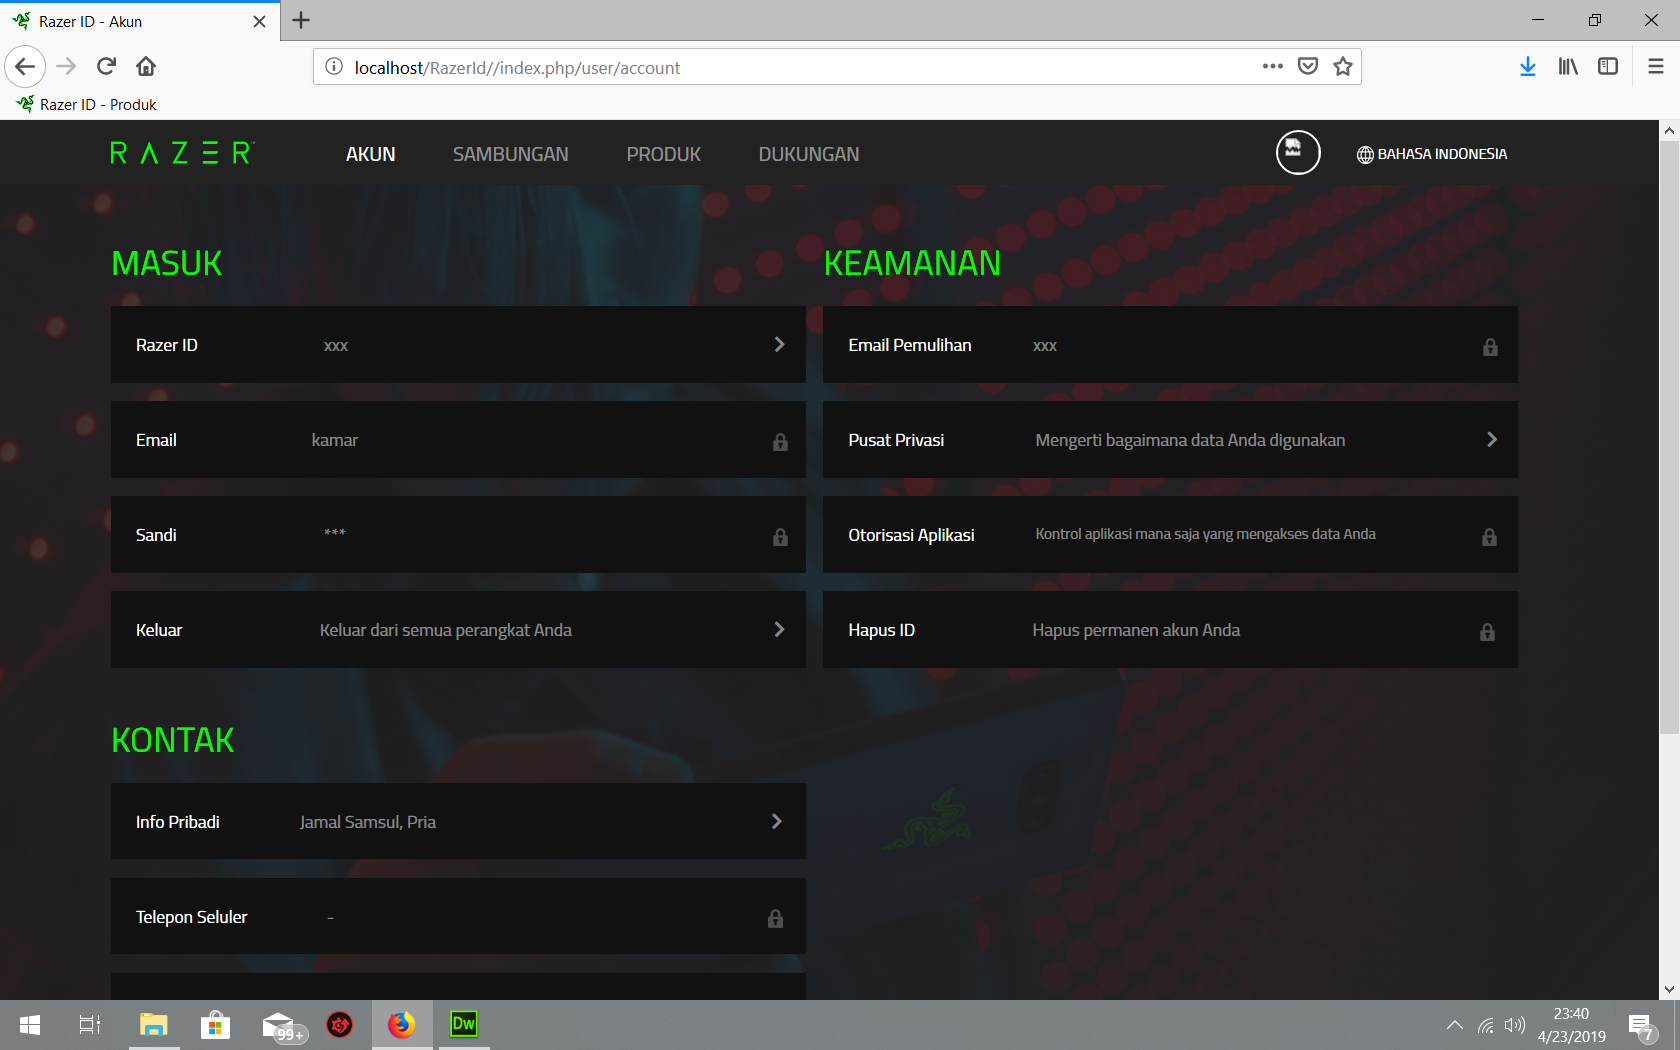 Razer ID - Akun
localhost/RazerId//index.php/user/account
Razer ID - Produk
RAZER
AKUN SAMBUNGAN PRODUK DUKUNGAN
BAHASA INDONESIA
MASUK
Razer ID xxx
Email kamar
Sandi ***
Keluar Keluar dari semua perangkat Anda
KEAMANAN
Email Pemulihan xxx
Pusat Privasi Mengerti bagaimana data Anda digunakan
Otorisasi Aplikasi Kontrol aplikasi mana saja yang mengakses data Anda
Hapus ID Hapus permanen akun Anda
KONTAK
Info Pribadi Jamal Samsul, Pria
Telepon Seluler -
99+
Dw
23:40
4/23/2019
7